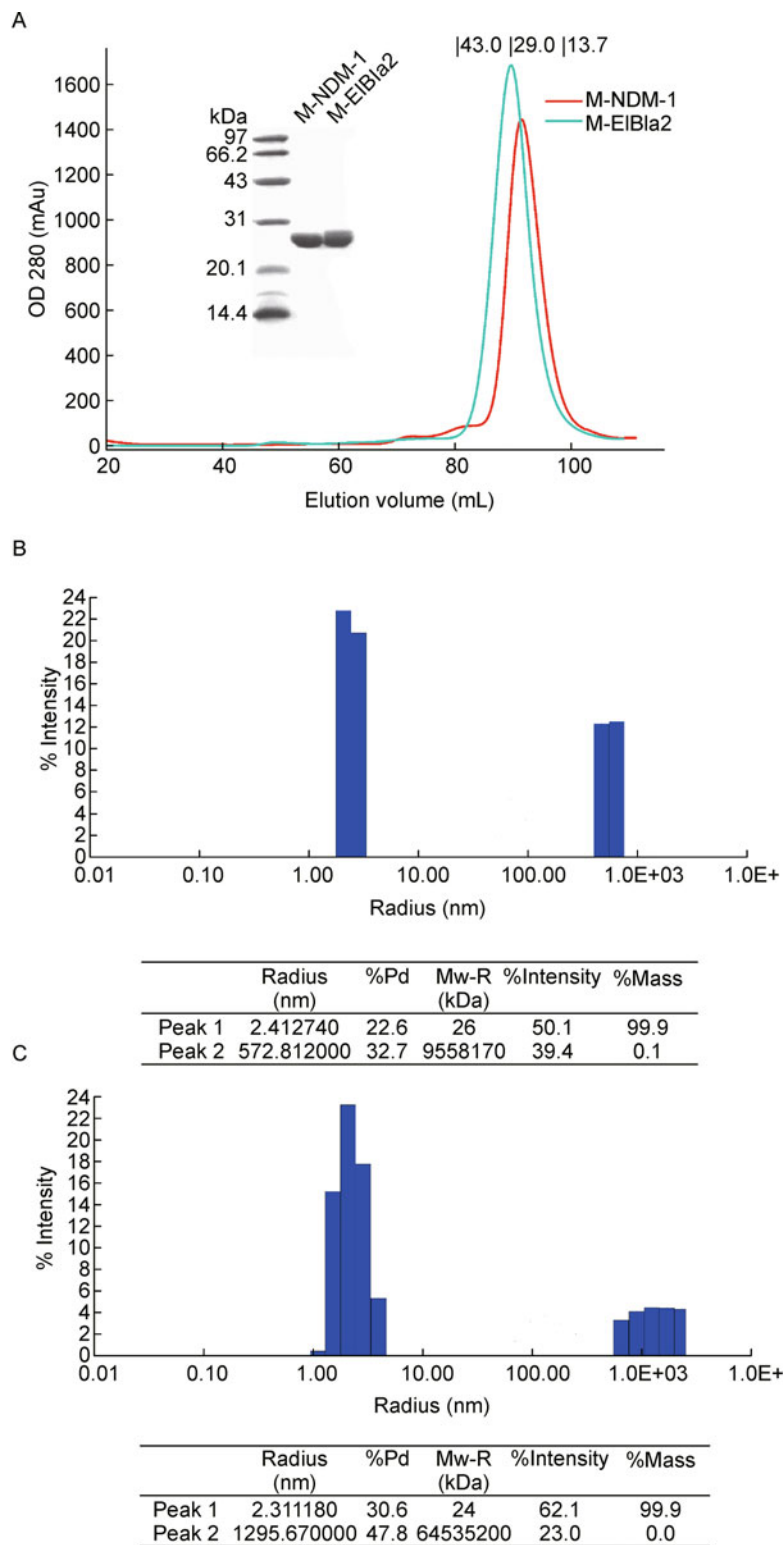 A
|43.0 |29.0 |13.7
1600
1400
1200
1000
800
600
400
200
0
OD 280 (mAu)
kDa
M-NDM-1
M-EIBla2
97
66.2
43
31
20.1
14.4
M-NDM-1
M-EIBla2
20 40 60 80 100
Elution volume (mL)
B
24
22
20
18
16
14
12
10
8
6
4
2
0
% Intensity
0.01 0.10 1.00 10.00 100.00 1.0E+03 1.0E+
Radius (nm)
Radius (nm) %Pd Mw-R (kDa) %Intensity %Mass
Peak 1 2.412740 22.6 26 50.1 99.9
Peak 2 572.812000 32.7 9558170 39.4 0.1
C
24
22
20
18
16
14
12
10
8
6
4
2
0
% Intensity
0.01 0.10 1.00 10.00 100.00 1.0E+03 1.0E+
Radius (nm)
Radius (nm) %Pd Mw-R (kDa) %Intensity %Mass
Peak 1 2.311180 30.6 24 62.1 99.9
Peak 2 1295.670000 47.8 64535200 23.0 0.0